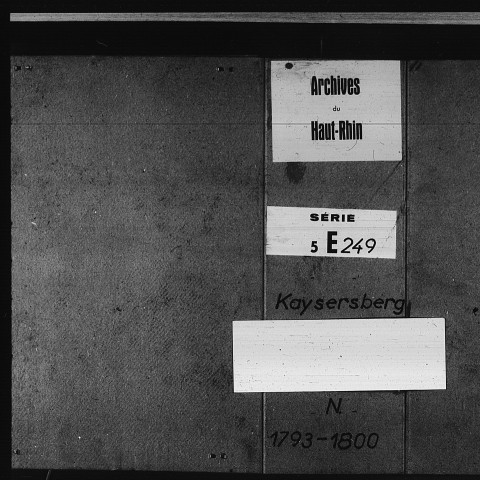 Archives
du
Haut-Rhin
SÉRIE
5 E 249
Kaysersberg
N.
1793-1800